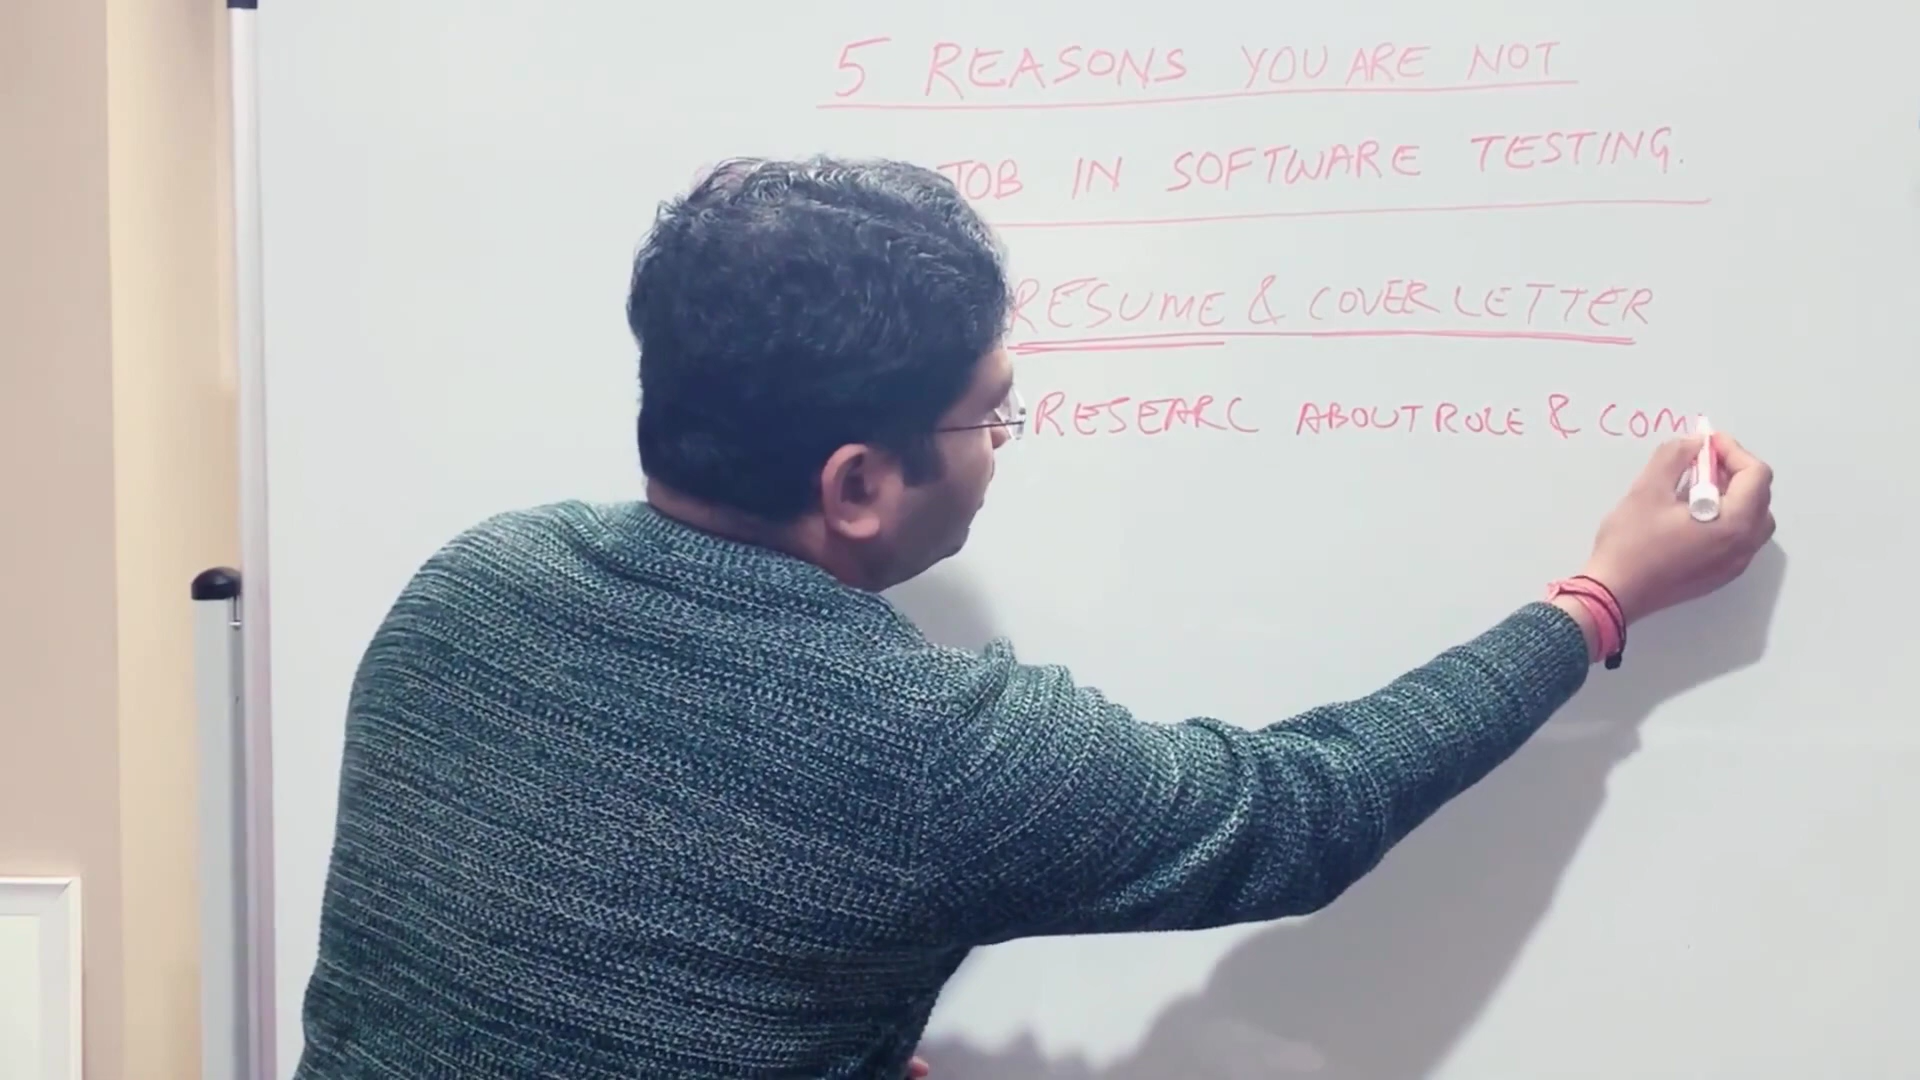 5 REASONS YOU ARE NOT
JOB IN SOFTWARE TESTING.
RESUME & COVER LETTER
RESEARC ABOUT ROLE & COM